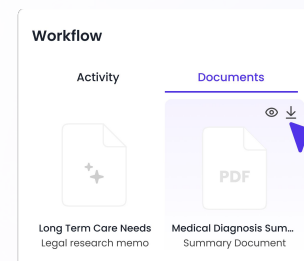 Workflow
Activity Documents
PDF
Long Term Care Needs Medical Diagnosis Sum...
Legal research memo Summary Document